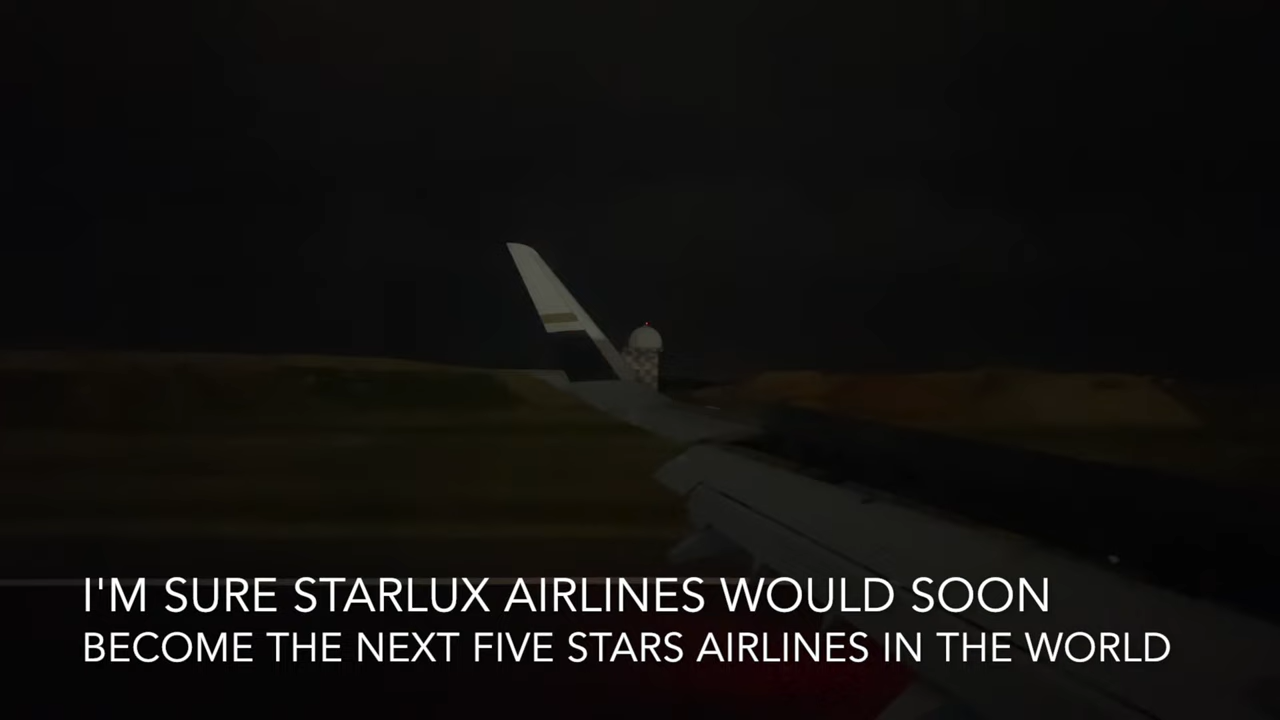 I'M SURE STARLUX AIRLINES WOULD SOON
BECOME THE NEXT FIVE STARS AIRLINES IN THE WORLD